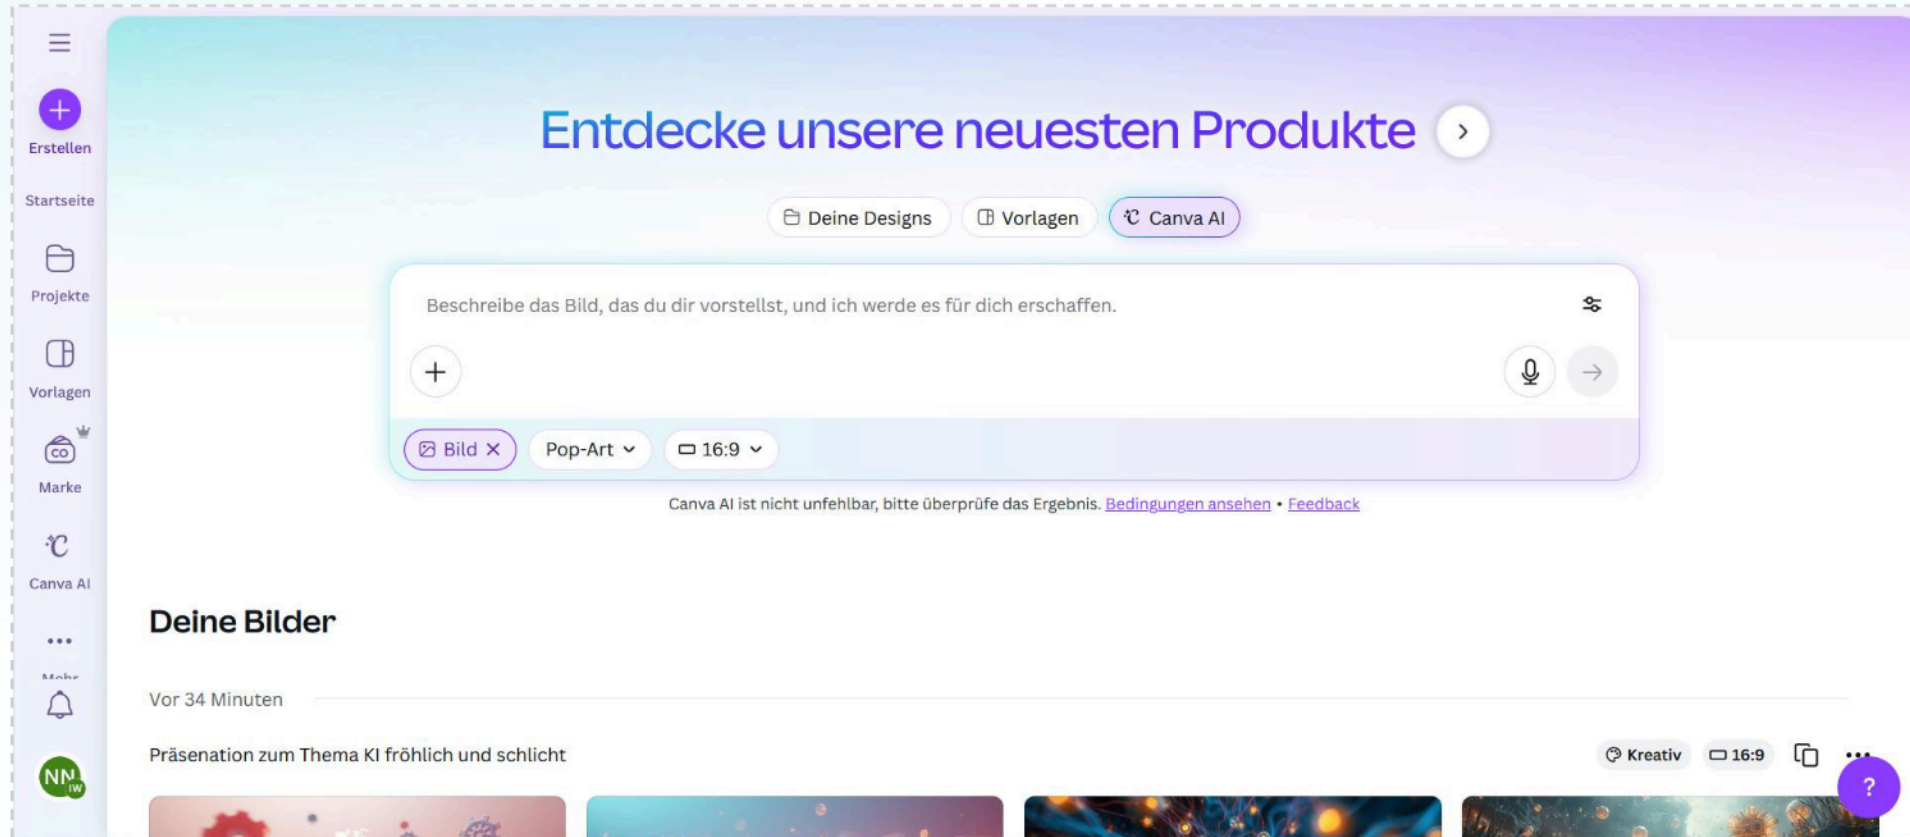 Erstellen
Startseite
Projekte
Vorlagen
CO
Marke
Canva AI
Mehr
NN
IW
Entdecke unsere neuesten Produkte
Deine Designs
Vorlagen
Canva AI
Beschreibe das Bild, das du dir vorstellst, und ich werde es für dich erschaffen.
Bild
Pop-Art
16:9
Canva AI ist nicht unfehlbar, bitte überprüfe das Ergebnis. Bedingungen ansehen • Feedback
Deine Bilder
Vor 34 Minuten
Präsenation zum Thema KI fröhlich und schlicht
Kreativ
16:9
?